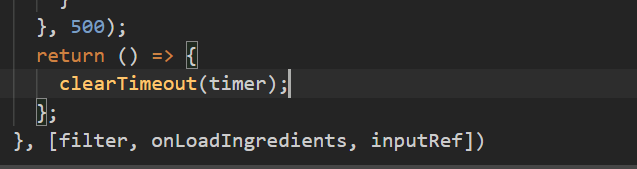 }
}, 500);
return () => {
clearTimeout(timer);
};
}, [filter, onLoadIngredients, inputRef])